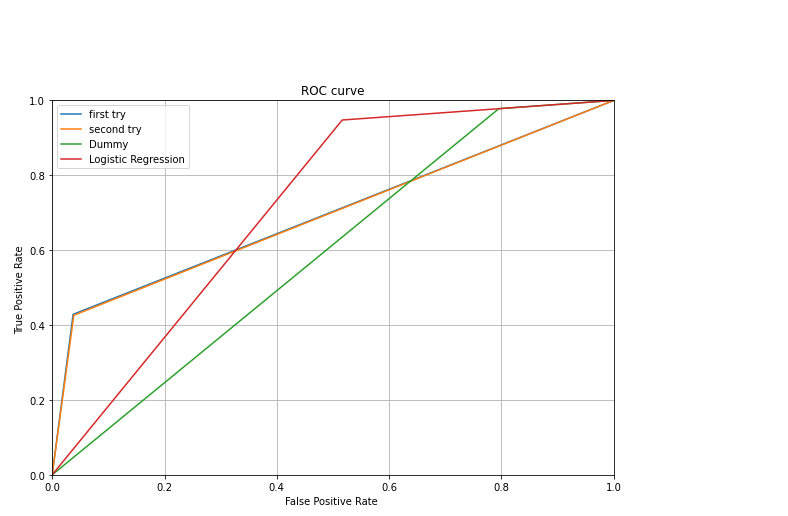 ROC curve
first try
second try
Dummy
Logistic Regression
True Positive Rate
1.0
0.8
0.6
0.4
0.2
0.0
0.0 0.2 0.4 0.6 0.8 1.0
False Positive Rate